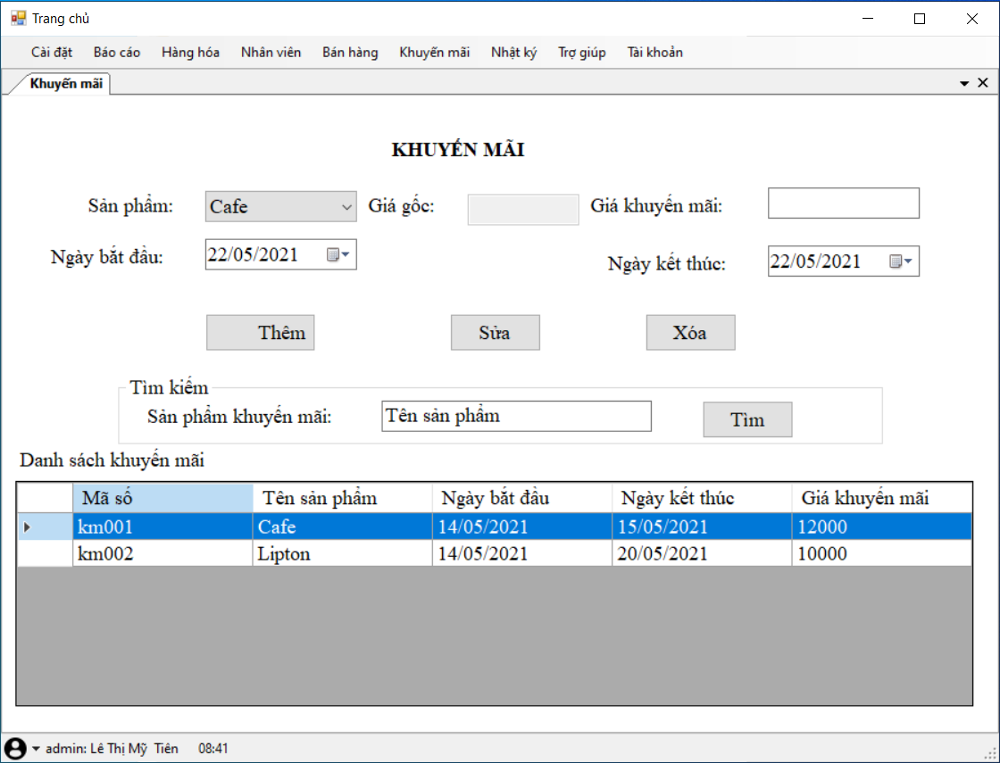 Trang chủ
Cài đặt Báo cáo Hàng hóa Nhân viên Bán hàng Khuyến mãi Nhật ký Trợ giúp Tài khoản
Khuyến mãi
KHUYẾN MÃI
Sản phẩm: Cafe Giá gốc: Giá khuyến mãi:
Ngày bắt đầu: 22/05/2021 Ngày kết thúc: 22/05/2021
Thêm Sửa Xóa
Tìm kiếm
Sản phẩm khuyến mãi: Tên sản phẩm Tìm
Danh sách khuyến mãi
Mã số Tên sản phẩm Ngày bắt đầu Ngày kết thúc Giá khuyến mãi
km001 Cafe 14/05/2021 15/05/2021 12000
km002 Lipton 14/05/2021 20/05/2021 10000
admin: Lê Thị Mỹ Tiên 08:41